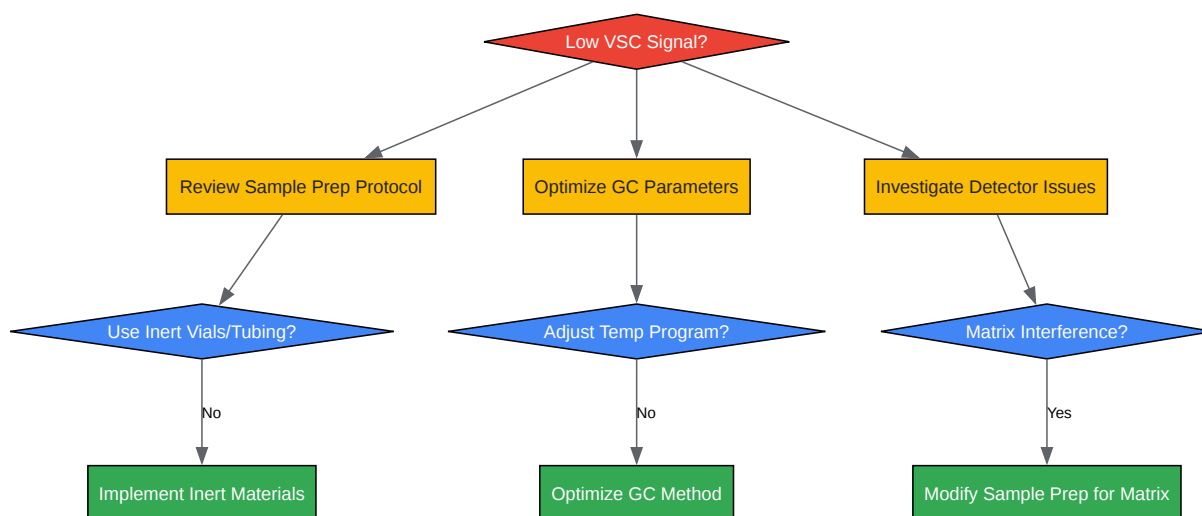 Low VSC Signal?
Review Sample Prep Protocol
Optimize GC Parameters
Investigate Detector Issues
Use Inert Vials/Tubing?
Adjust Temp Program?
Matrix Interference?
No
No
Yes
Implement Inert Materials
Optimize GC Method
Modify Sample Prep for Matrix